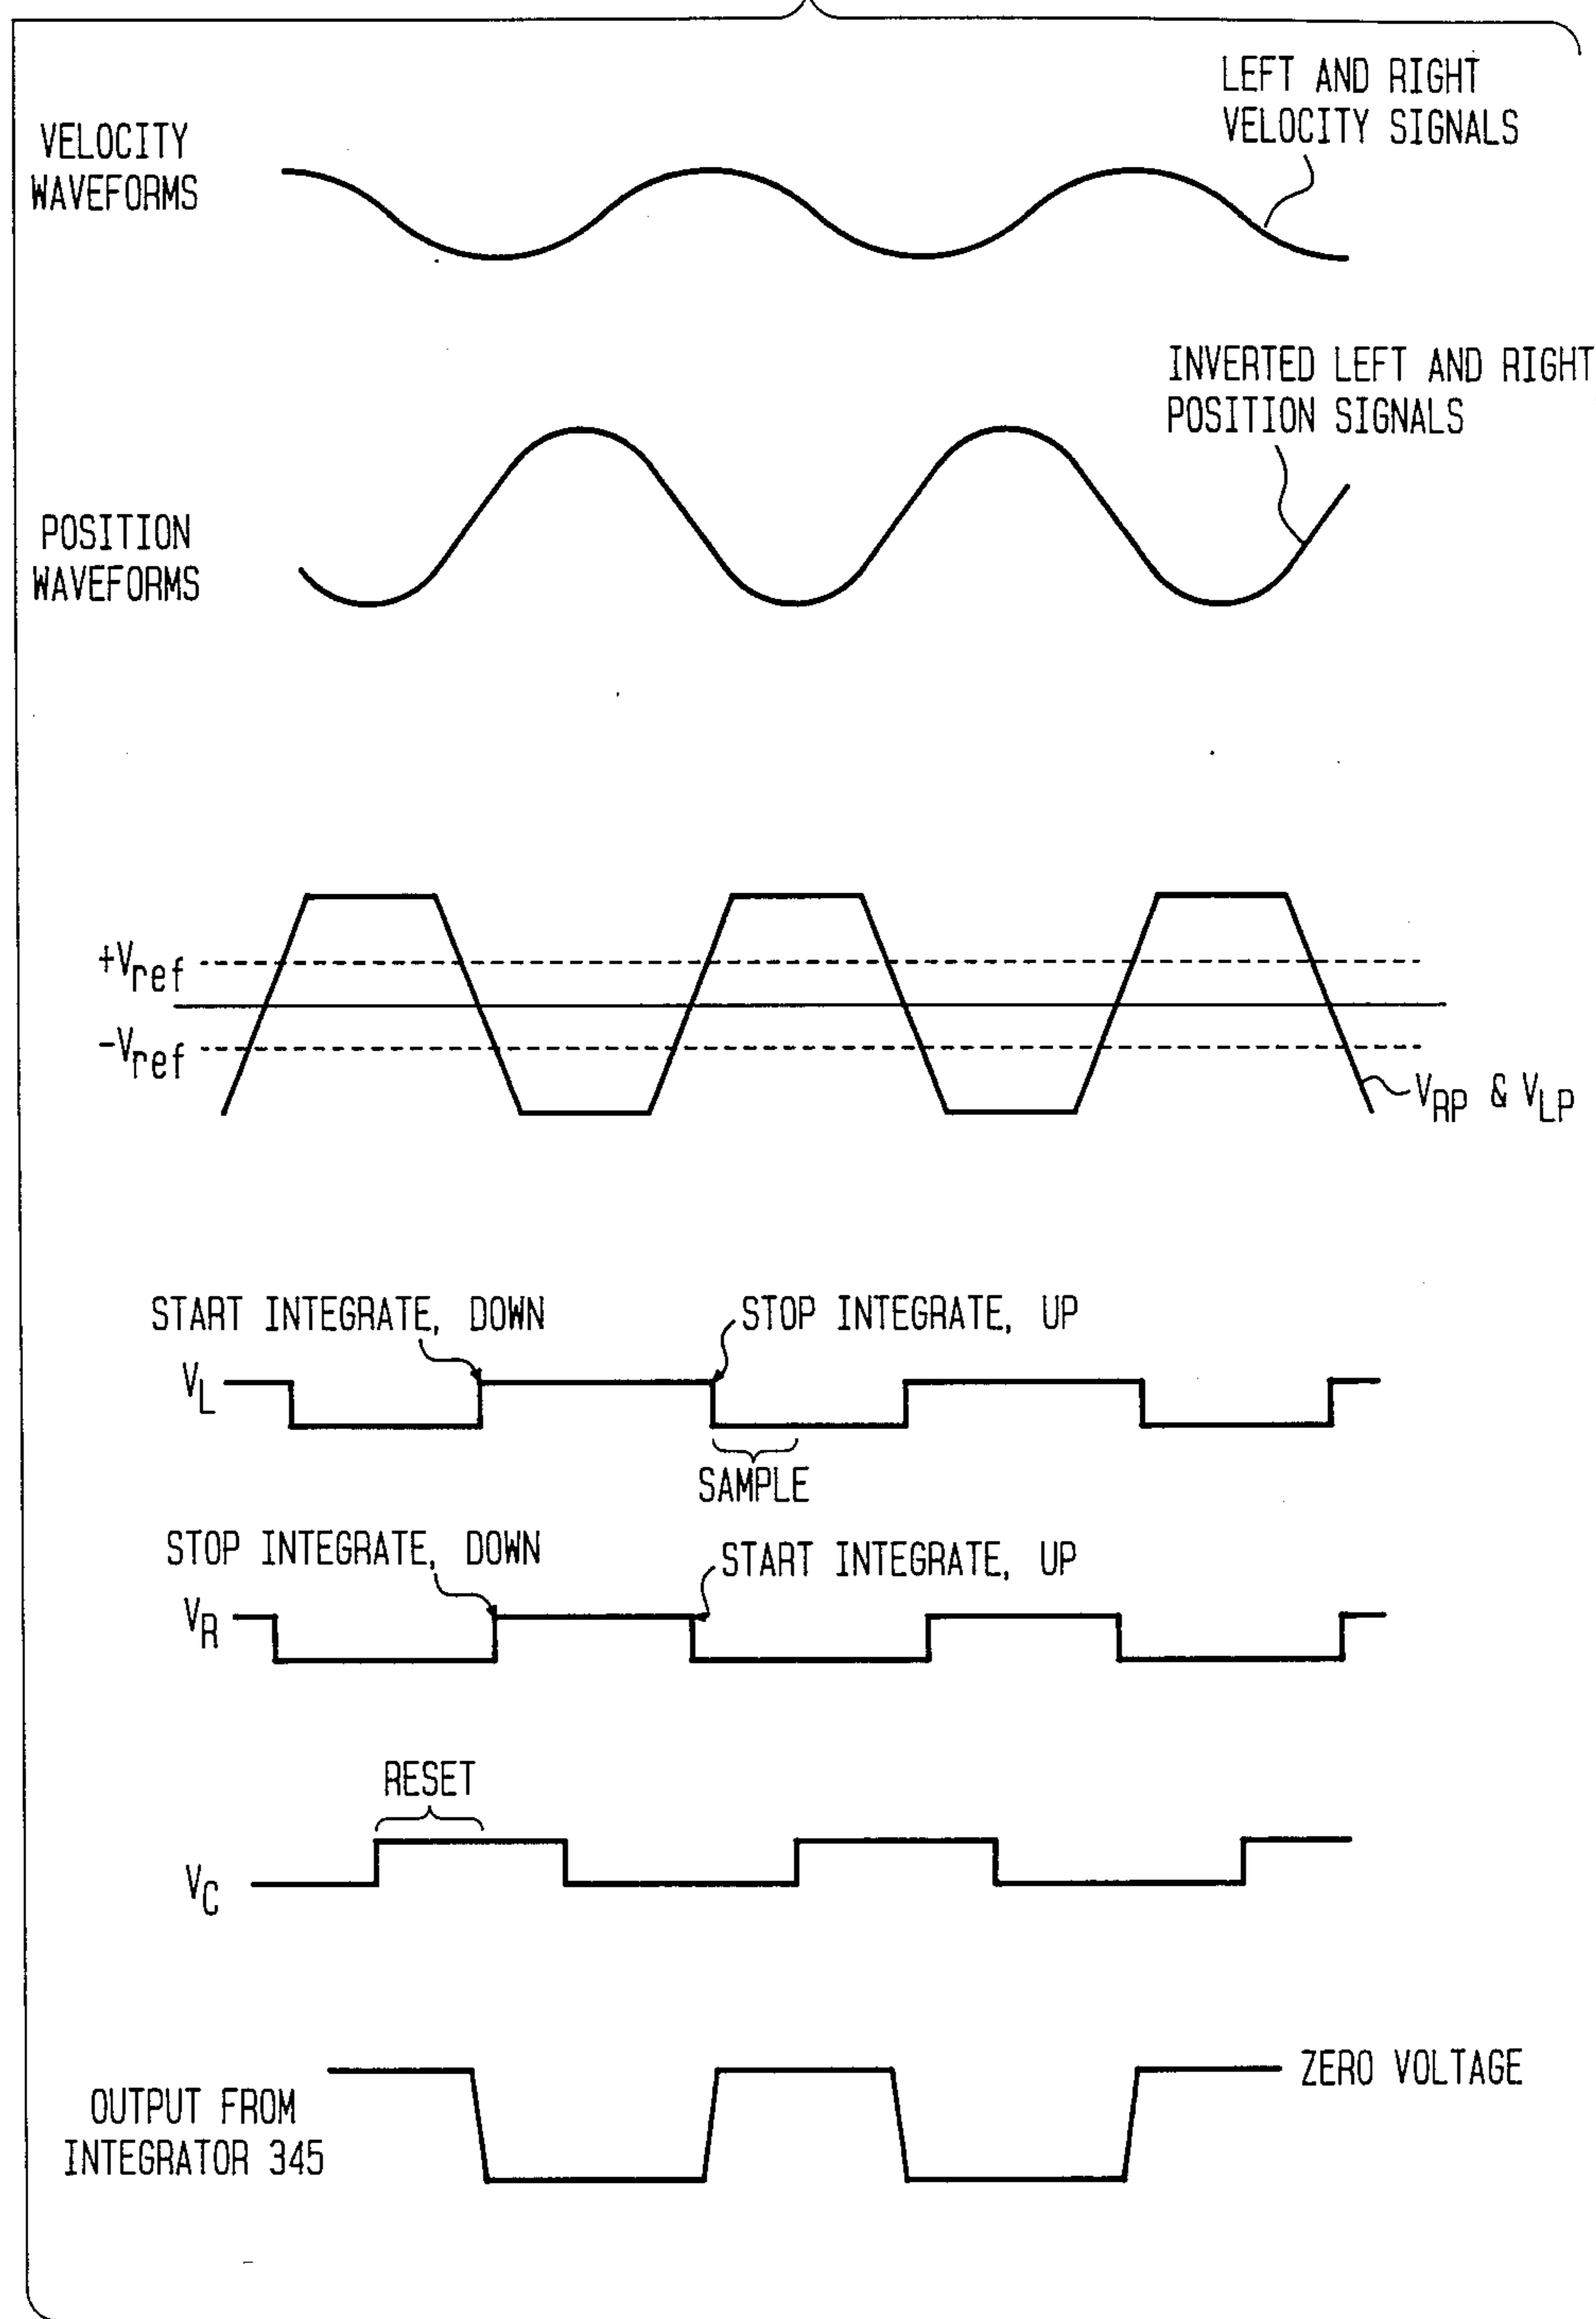 LEFT AND RIGHT
VELOCITY SIGNALS
VELOCITY
WAVEFORMS
INVERTED LEFT AND RIGHT
POSITION SIGNALS
POSITION
WAVEFORMS
+Vref
-Vref
VRP & VLP
START INTEGRATE, DOWN
STOP INTEGRATE, UP
VL
SAMPLE
STOP INTEGRATE, DOWN
START INTEGRATE, UP
VR
RESET
VC
ZERO VOLTAGE
OUTPUT FROM
INTEGRATOR 345